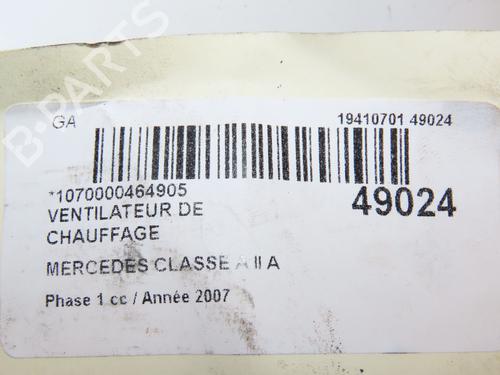 GA 19410701 49024
*1070000464905 49024
VENTILATEUR DE
CHAUFFAGE
MERCEDES CLASSE A II A
Phase 1 cc / Année 2007
B-PARTS